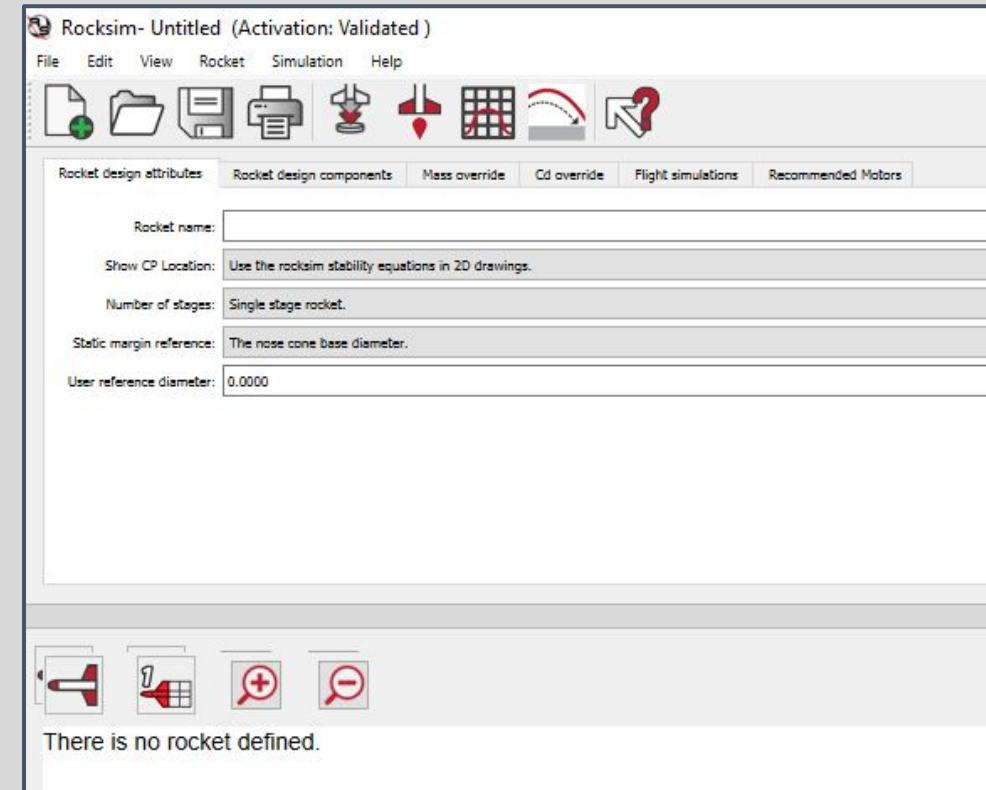 Rocksim- Untitled (Activation: Validated )
File Edit View Rocket Simulation Help
Rocket design attributes Rocket design components Mass override Cd override Flight simulations Recommended Motors
Rocket name:
Show CP Location: Use the rocksim stability equations in 2D drawings.
Number of stages: Single stage rocket.
Static margin reference: The nose cone base diameter.
User reference diameter: 0.0000
1
There is no rocket defined.